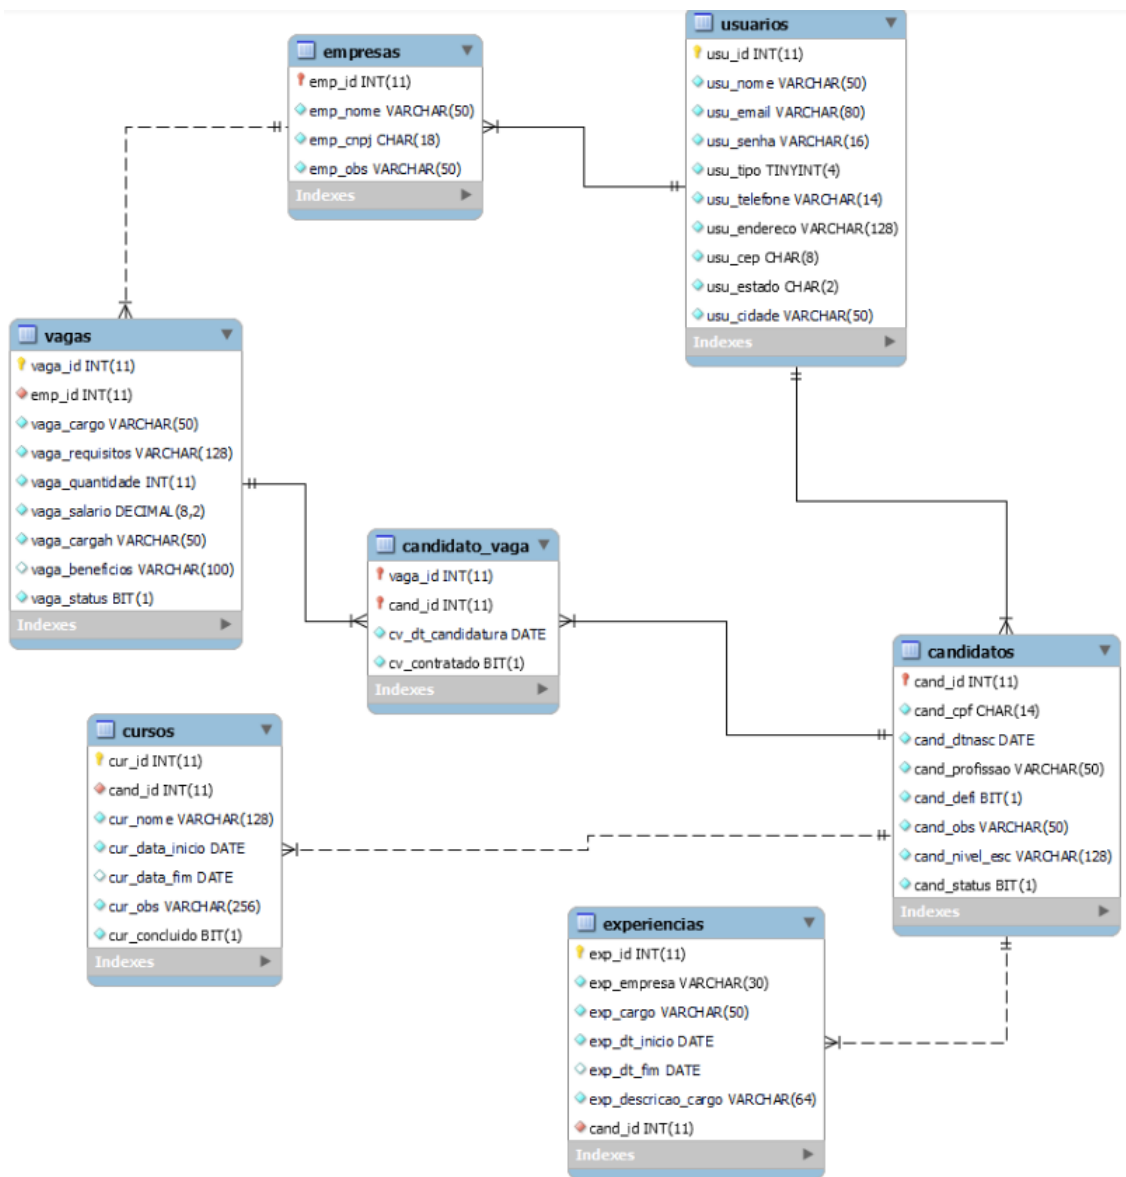 empresas
emp_id INT(11)
emp_nome VARCHAR(50)
emp_cnpj CHAR(18)
emp_obs VARCHAR(50)
Indexes
usuarios
usu_id INT(11)
usu_nome VARCHAR(50)
usu_email VARCHAR(80)
usu_senha VARCHAR(16)
usu_tipo TINYINT(4)
usu_telefone VARCHAR(14)
usu_endereco VARCHAR(128)
usu_cep CHAR(8)
usu_estado CHAR(2)
usu_cidade VARCHAR(50)
Indexes
vagas
vaga_id INT(11)
emp_id INT(11)
vaga_cargo VARCHAR(50)
vaga_requisitos VARCHAR(128)
vaga_quantidade INT(11)
vaga_salario DECIMAL(8,2)
vaga_cargah VARCHAR(50)
vaga_beneficios VARCHAR(100)
vaga_status BIT(1)
Indexes
candidato_vaga
vaga_id INT(11)
cand_id INT(11)
cv_dt_candidatura DATE
cv_contratado BIT(1)
Indexes
candidatos
cand_id INT(11)
cand_cpf CHAR(14)
cand_dtnasc DATE
cand_profissao VARCHAR(50)
cand_defi BIT(1)
cand_obs VARCHAR(50)
cand_nivel_esc VARCHAR(128)
cand_status BIT(1)
Indexes
cursos
cur_id INT(11)
cand_id INT(11)
cur_nome VARCHAR(128)
cur_data_inicio DATE
cur_data_fim DATE
cur_obs VARCHAR(256)
cur_concluido BIT(1)
Indexes
experiencias
exp_id INT(11)
exp_empresa VARCHAR(30)
exp_cargo VARCHAR(50)
exp_dt_inicio DATE
exp_dt_fim DATE
exp_descricao_cargo VARCHAR(64)
cand_id INT(11)
Indexes